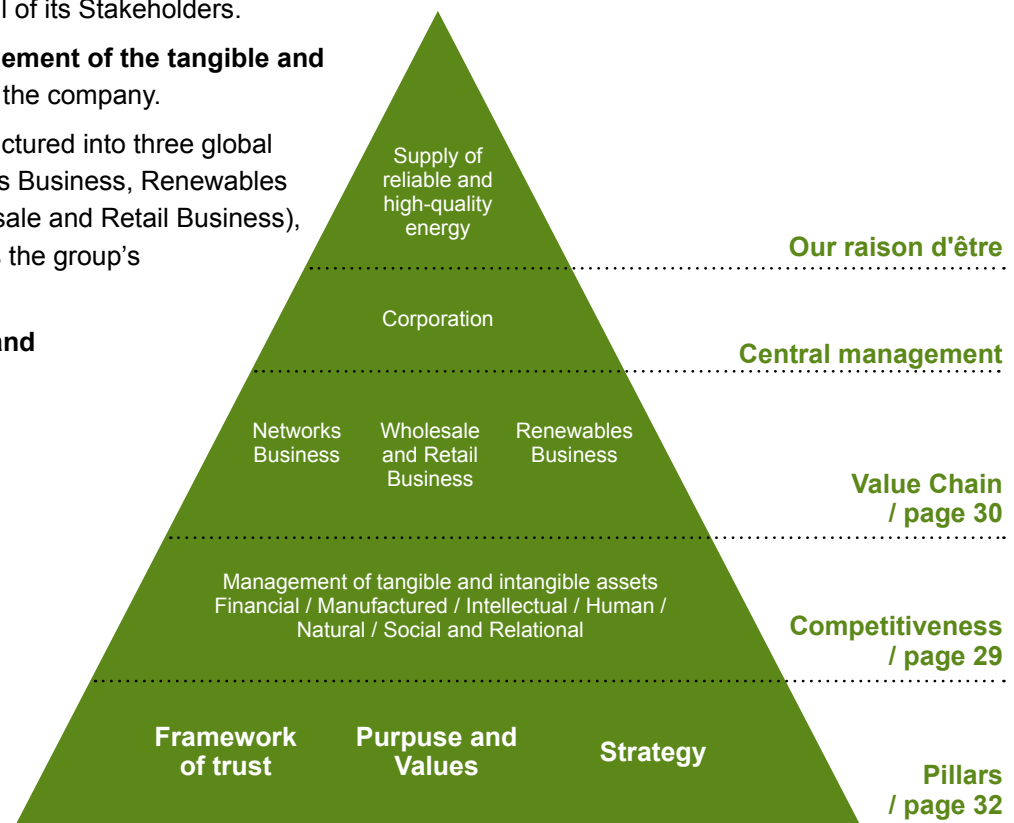 l of its Stakeholders.
ement of the tangible and
the company.
ctured into three global
s Business, Renewables
sale and Retail Business),
the group's
and
Supply of
reliable and
high-quality
energy
Our raison d'être
Corporation
Central management
Networks
Business
Wholesale
and Retail
Business
Renewables
Business
Value Chain
/ page 30
Management of tangible and intangible assets
Financial / Manufactured / Intellectual / Human /
Natural / Social and Relational
Competitiveness
/ page 29
Framework
of trust
Purpuse and
Values
Strategy
Pillars
/ page 32